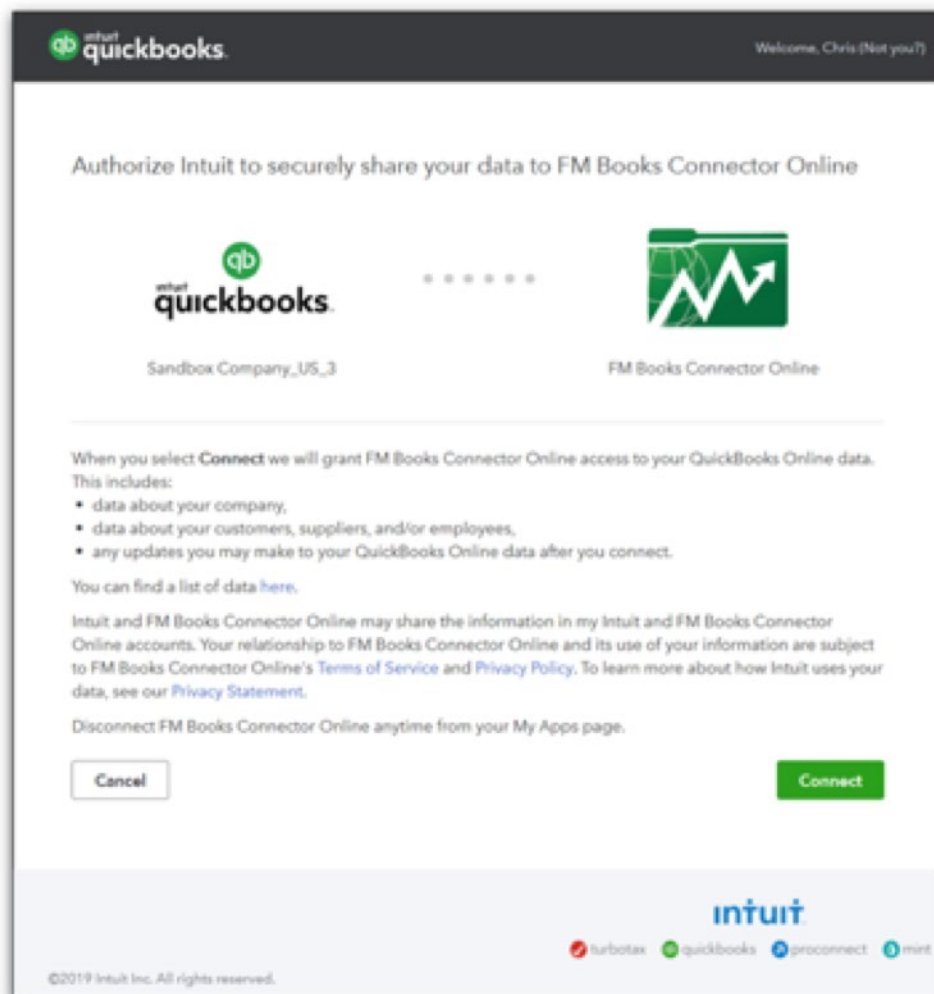 qb intuit quickbooks.
Welcome, Chris (Not you?)
Authorize Intuit to securely share your data to FM Books Connector Online
qb
intuit
quickbooks.
Sandbox Company_US_3
FM Books Connector Online
When you select Connect we will grant FM Books Connector Online access to your QuickBooks Online data.
This includes:
• data about your company,
• data about your customers, suppliers, and/or employees,
• any updates you may make to your QuickBooks Online data after you connect.
You can find a list of data here.
Intuit and FM Books Connector Online may share the information in my Intuit and FM Books Connector
Online accounts. Your relationship to FM Books Connector Online and its use of your information are subject
to FM Books Connector Online's Terms of Service and Privacy Policy. To learn more about how Intuit uses your
data, see our Privacy Statement.
Disconnect FM Books Connector Online anytime from your My Apps page.
Cancel
Connect
intuit
turbotax quickbooks proconnect mint
©2019 Intuit Inc. All rights reserved.